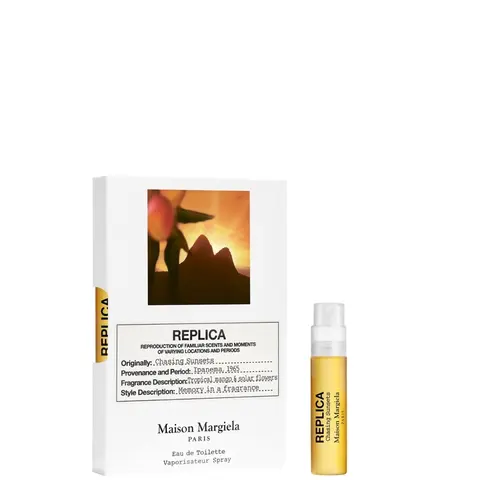 REPLICA
REPLICA
REPRODUCTION OF FAMILIAR SCENTS AND MOMENTS
OF VARYING LOCATIONS AND PERIODS
Originally: Chasing Sunsets
Provenance and Period: Ipanema, 1965
Fragrance Description: Tropical mango & solar flowers
Style Description: Memory in a fragrance
Maison Margiela
PARIS
Eau de Toilette
Vaporisateur Spray
REPLICA
Chasing Sunsets
Maison Margiela
PARIS